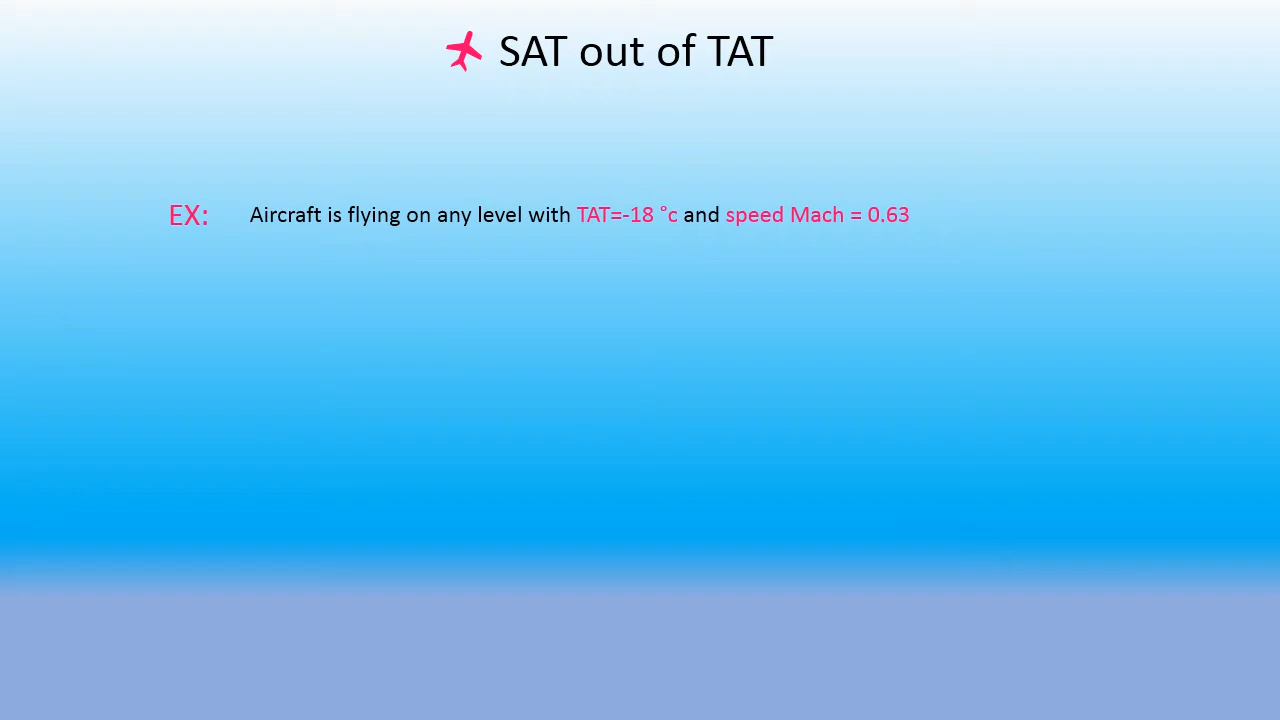 SAT out of TAT
EX: Aircraft is flying on any level with TAT=-18 °c and speed Mach = 0.63